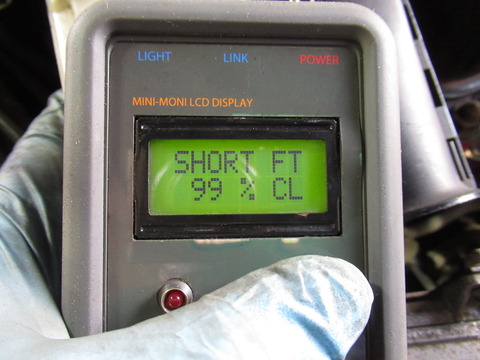 LIGHT LINK POWER
MINI-MONI LCD DISPLAY
SHORT FT
99 % CL